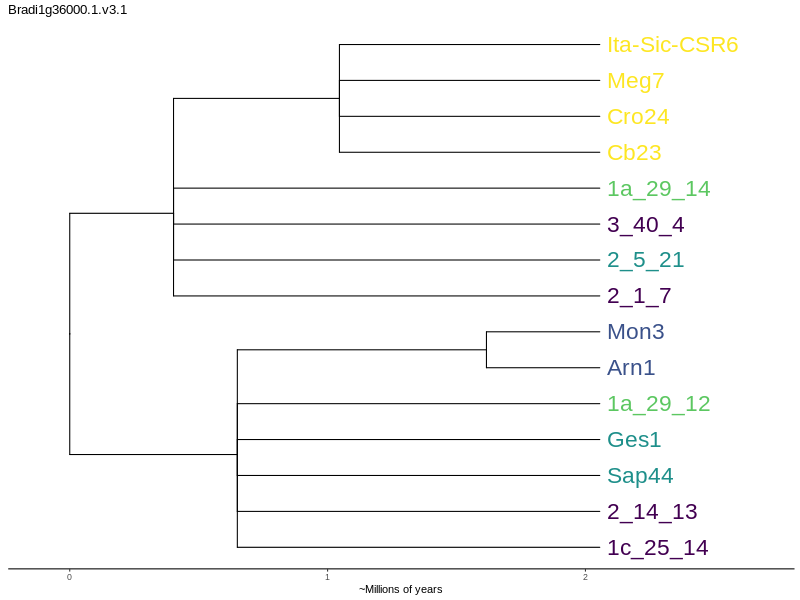 Bradi1g36000.1.v3.1
Ita-Sic-CSR6
Meg7
Cro24
Cb23
1a_29_14
3_40_4
2_5_21
2_1_7
Mon3
Arn1
1a_29_12
Ges1
Sap44
2_14_13
1c_25_14
0 1 2
~Millions of years